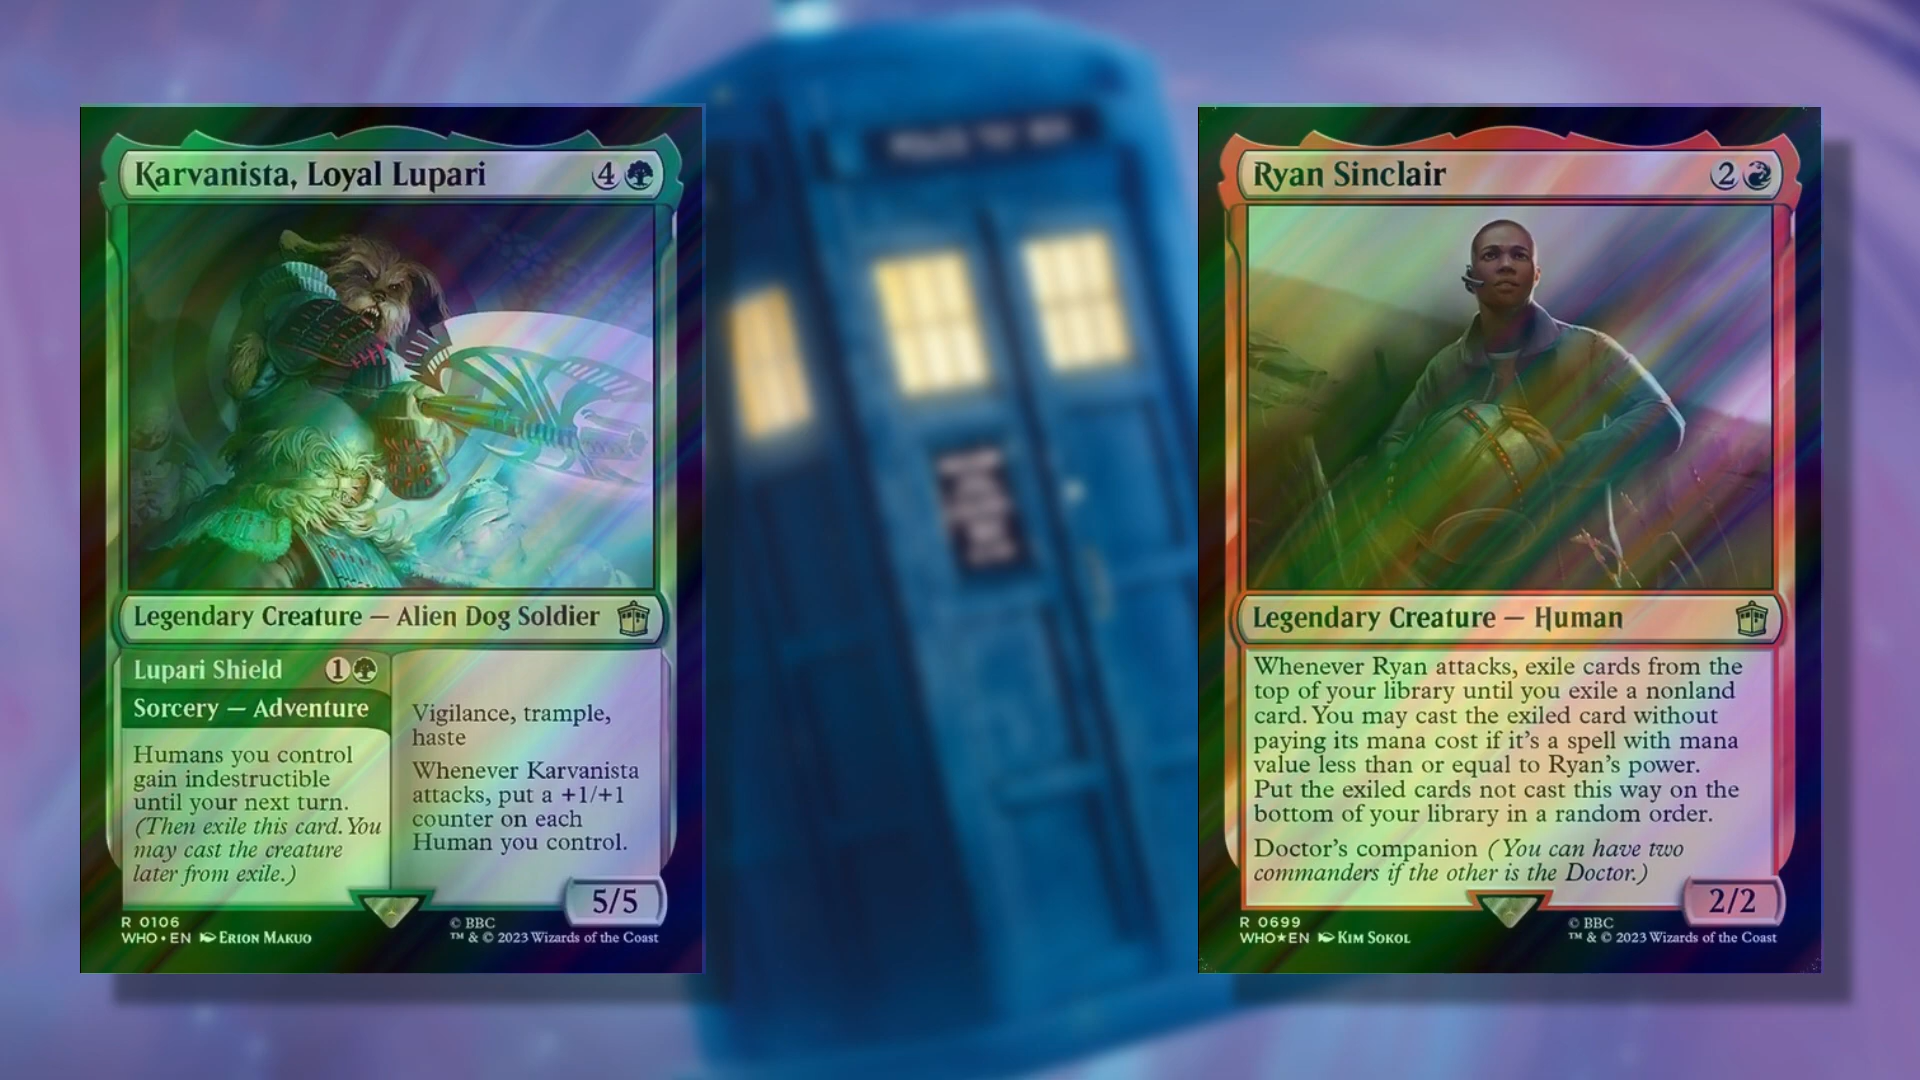 Karvanista, Loyal Lupari 4
Legendary Creature — Alien Dog Soldier
Lupari Shield 1
Sorcery — Adventure
Humans you control
gain indestructible
until your next turn.
(Then exile this card. You
may cast the creature
later from exile.)
Vigilance, trample,
haste
Whenever Karvanista
attacks, put a +1/+1
counter on each
Human you control.
5/5
R 0106
WHO • EN Erion Makuo
© BBC
™ & © 2023 Wizards of the Coast
Ryan Sinclair 2
Legendary Creature — Human
Whenever Ryan attacks, exile cards from the
top of your library until you exile a nonland
card. You may cast the exiled card without
paying its mana cost if it's a spell with mana
value less than or equal to Ryan's power.
Put the exiled cards not cast this way on the
bottom of your library in a random order.
Doctor's companion (You can have two
commanders if the other is the Doctor.)
2/2
R 0699
WHO★EN Kim Sokol
© BBC
™ & © 2023 Wizards of the Coast